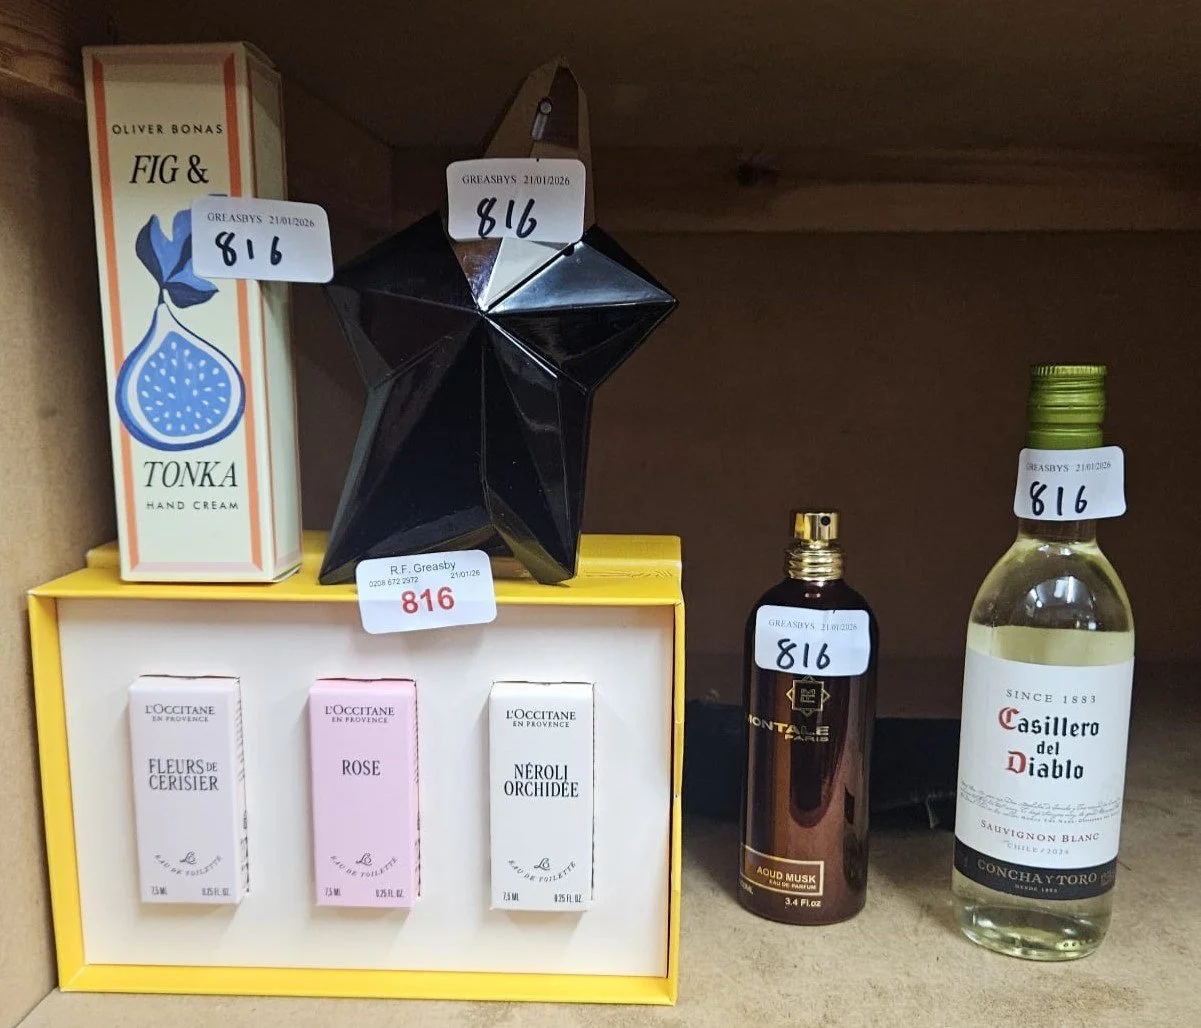 OLIVER BONAS
FIG &
TONKA
HAND CREAM
GREASBYS 21/01/2026
816
GREASBYS 21/01/2026
816
R.F. Greasby
0208 672 2972 21/01/26
816
L'OCCITANE
EN PROVENCE
FLEURS DE
CERISIER
EAU DE TOILETTE
7,5 ML 0.25 FL. OZ.
L'OCCITANE
EN PROVENCE
ROSE
EAU DE TOILETTE
7,5 ML 0.25 FL. OZ.
L'OCCITANE
EN PROVENCE
NÉROLI
ORCHIDÉE
EAU DE TOILETTE
7,5 ML 0.25 FL. OZ.
GREASBYS 21/01/2026
816
MONTALE
PARIS
AOUD MUSK
EAU DE PARFUM
3.4 Fl.oz
GREASBYS 21/01/2026
816
SINCE 1883
Casillero
del
Diablo
SAUVIGNON BLANC
CHILE / 2024
CONCHA Y TORO
DESDE 1883